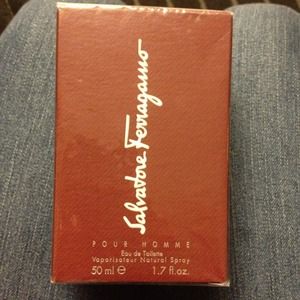 Salvatore Ferragamo
POUR HOMME
Eau de Toilette
Vaporisateur Natural Spray
50 ml ℮ 1.7 fl.oz.